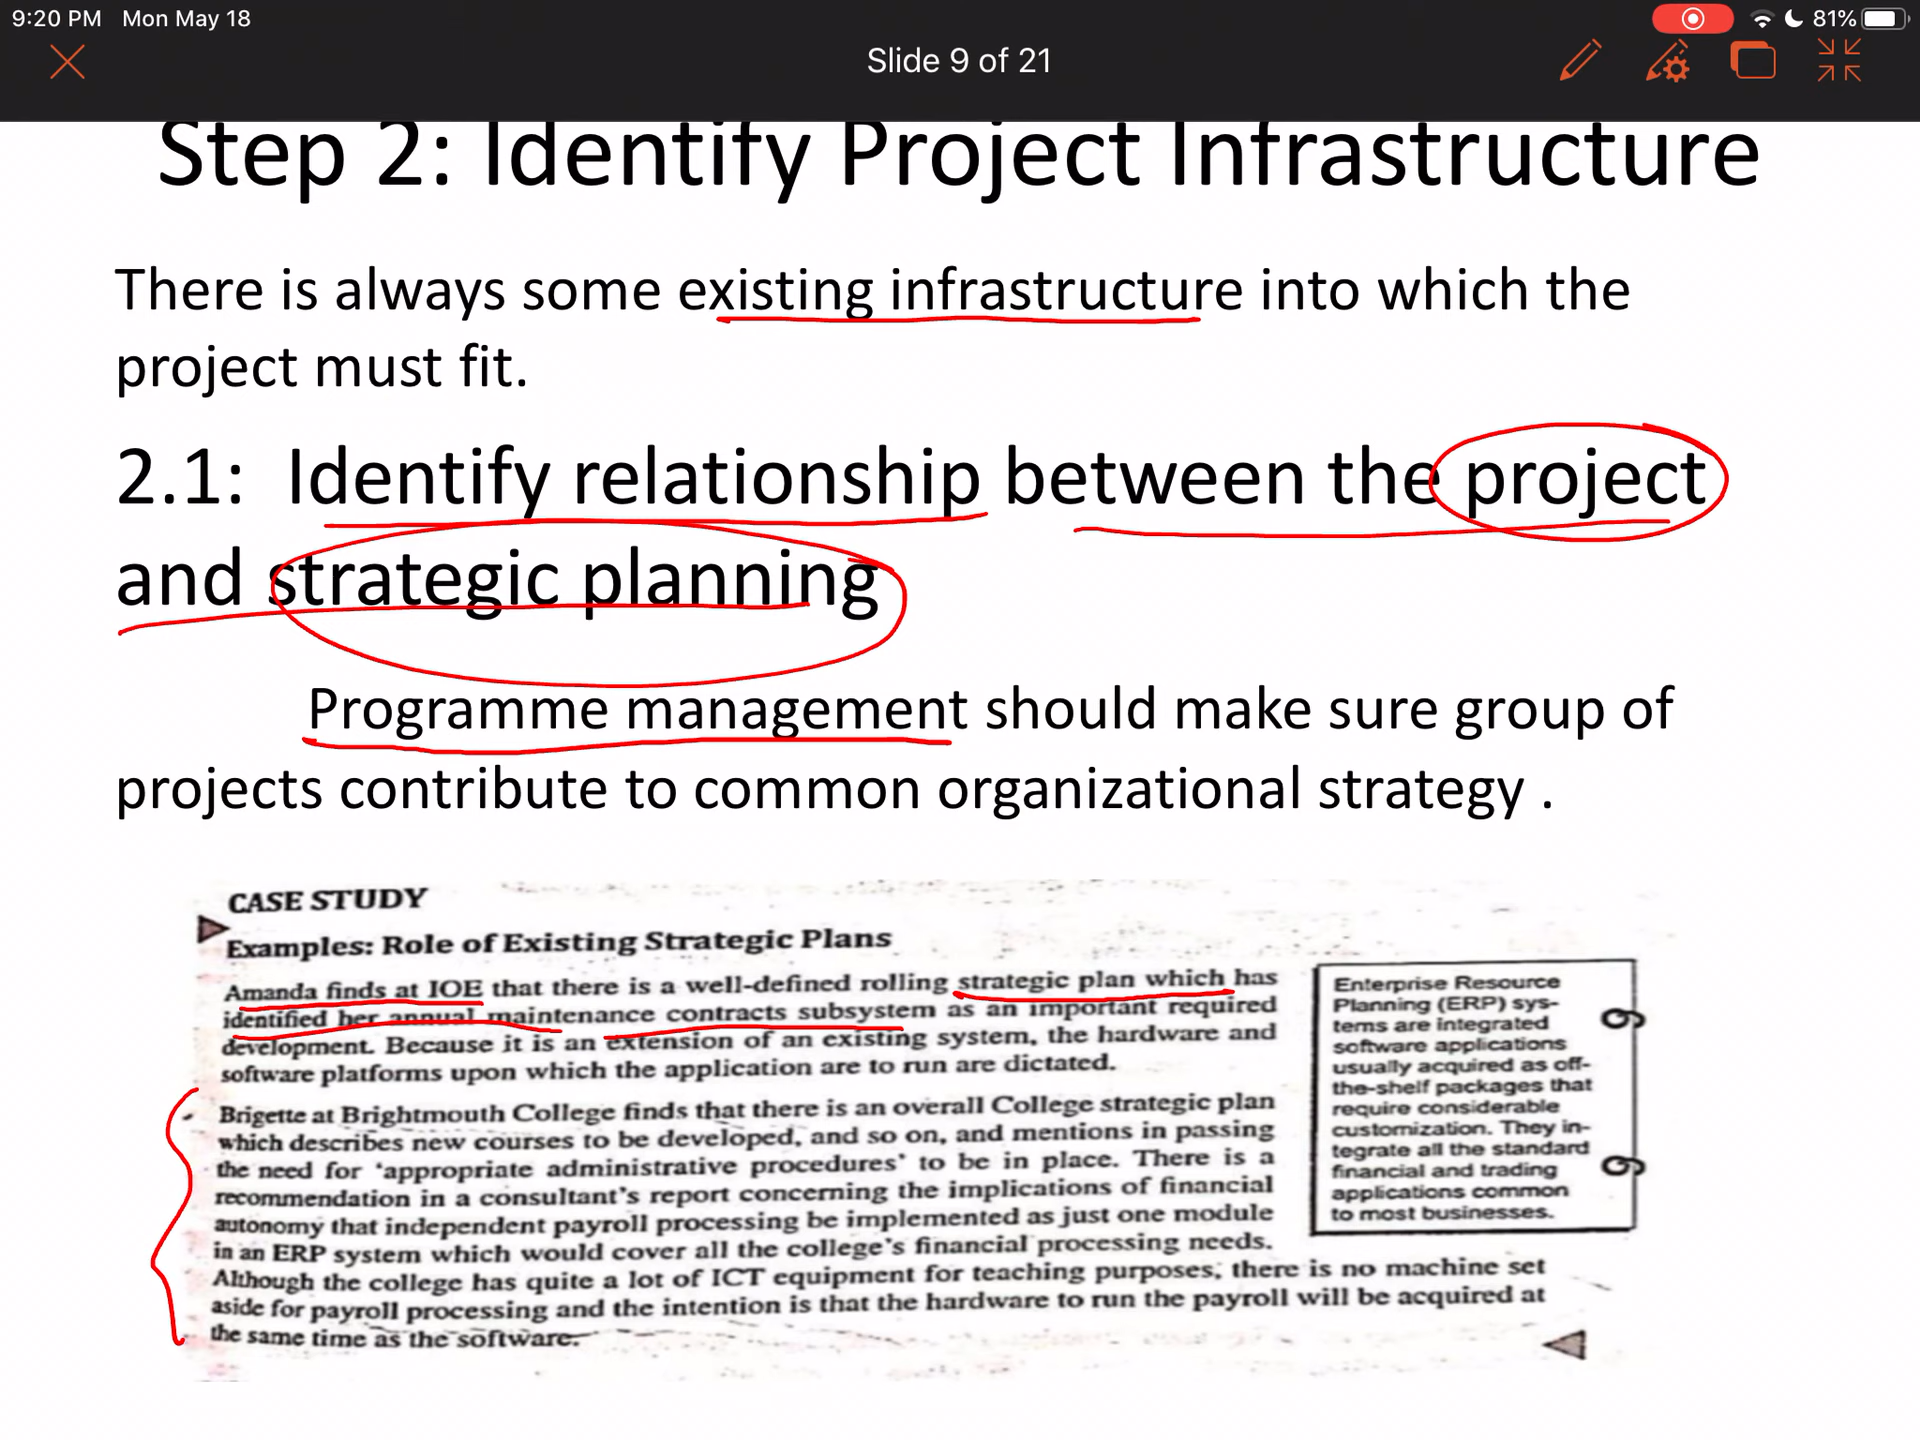 9:20 PM Mon May 18
81%
Slide 9 of 21
Step 2: Identify Project Infrastructure
There is always some existing infrastructure into which the
project must fit.
2.1: Identify relationship between the project
and strategic planning
Programme management should make sure group of
projects contribute to common organizational strategy .
CASE STUDY
Examples: Role of Existing Strategic Plans
Amanda finds at IOE that there is a well-defined rolling strategic plan which has
identified her annual maintenance contracts subsystem as an important required
development. Because it is an extension of an existing system, the hardware and
software platforms upon which the application are to run are dictated.
Brigette at Brightmouth College finds that there is an overall College strategic plan
which describes new courses to be developed, and so on, and mentions in passing
the need for ‘appropriate administrative procedures’ to be in place. There is a
recommendation in a consultant's report concerning the implications of financial
autonomy that independent payroll processing be implemented as just one module
in an ERP system which would cover all the college's financial processing needs.
Although the college has quite a lot of ICT equipment for teaching purposes, there is no machine set
aside for payroll processing and the intention is that the hardware to run the payroll will be acquired at
the same time as the software.
Enterprise Resource
Planning (ERP) sys-
tems are integrated
software applications
usually acquired as off-
the-shelf packages that
require considerable
customization. They in-
tegrate all the standard
financial and trading
applications common
to most businesses.